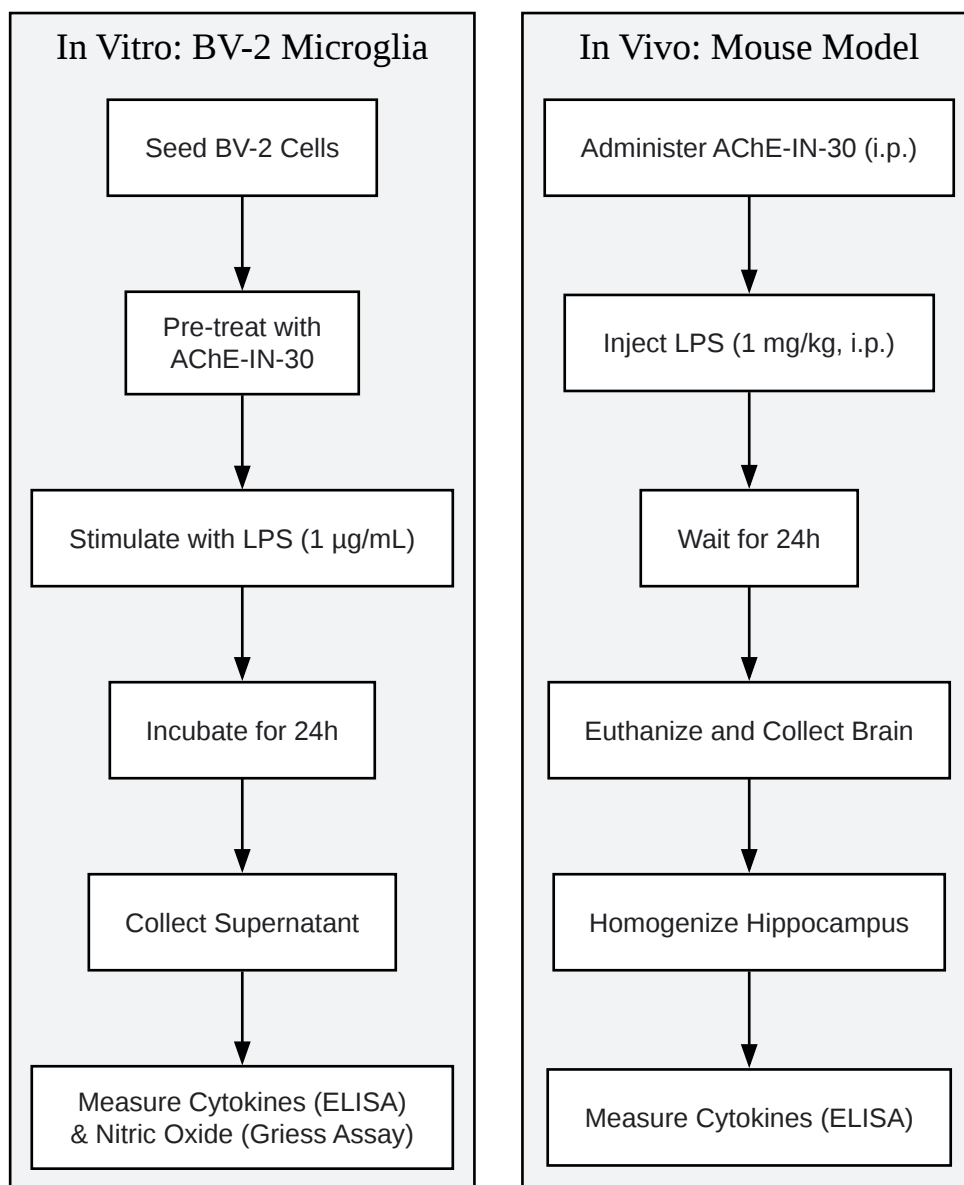 In Vitro: BV-2 Microglia
Seed BV-2 Cells
Pre-treat with
AChE-IN-30
Stimulate with LPS (1 µg/mL)
Incubate for 24h
Collect Supernatant
Measure Cytokines (ELISA)
& Nitric Oxide (Griess Assay)
In Vivo: Mouse Model
Administer AChE-IN-30 (i.p.)
Inject LPS (1 mg/kg, i.p.)
Wait for 24h
Euthanize and Collect Brain
Homogenize Hippocampus
Measure Cytokines (ELISA)